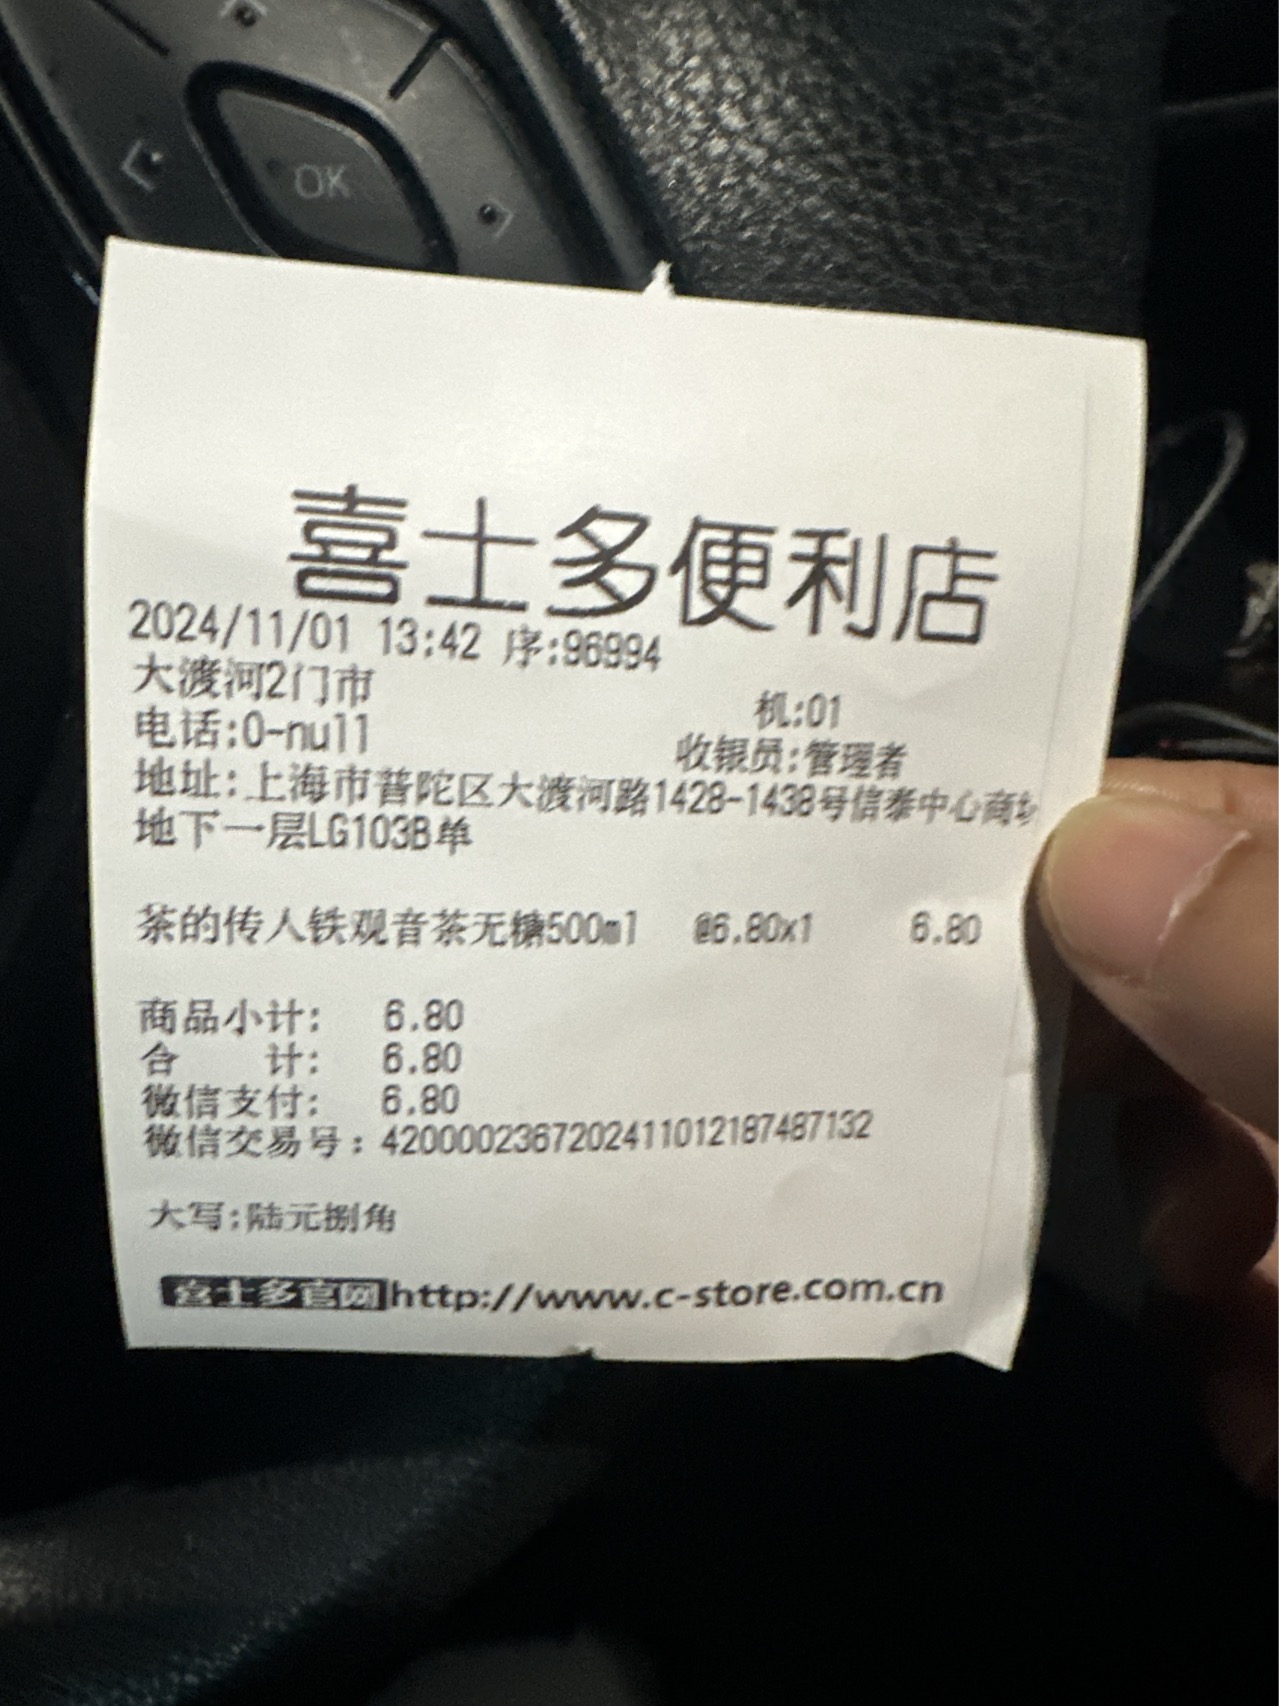 OK
喜士多便利店
2024/11/01 13:42 序:96994
大渡河2门市
机:01
电话:0-null
收银员:管理者
地址:上海市普陀区大渡河路1428-1438号信泰中心商场
地下一层LG103B单
茶的传人铁观音茶无糖500ml @6.80x1 6.80
商品小计: 6.80
合 计: 6.80
微信支付: 6.80
微信交易号:4200002367202411012187487132
大写:陆元捌角
喜士多官网http://www.c-store.com.cn